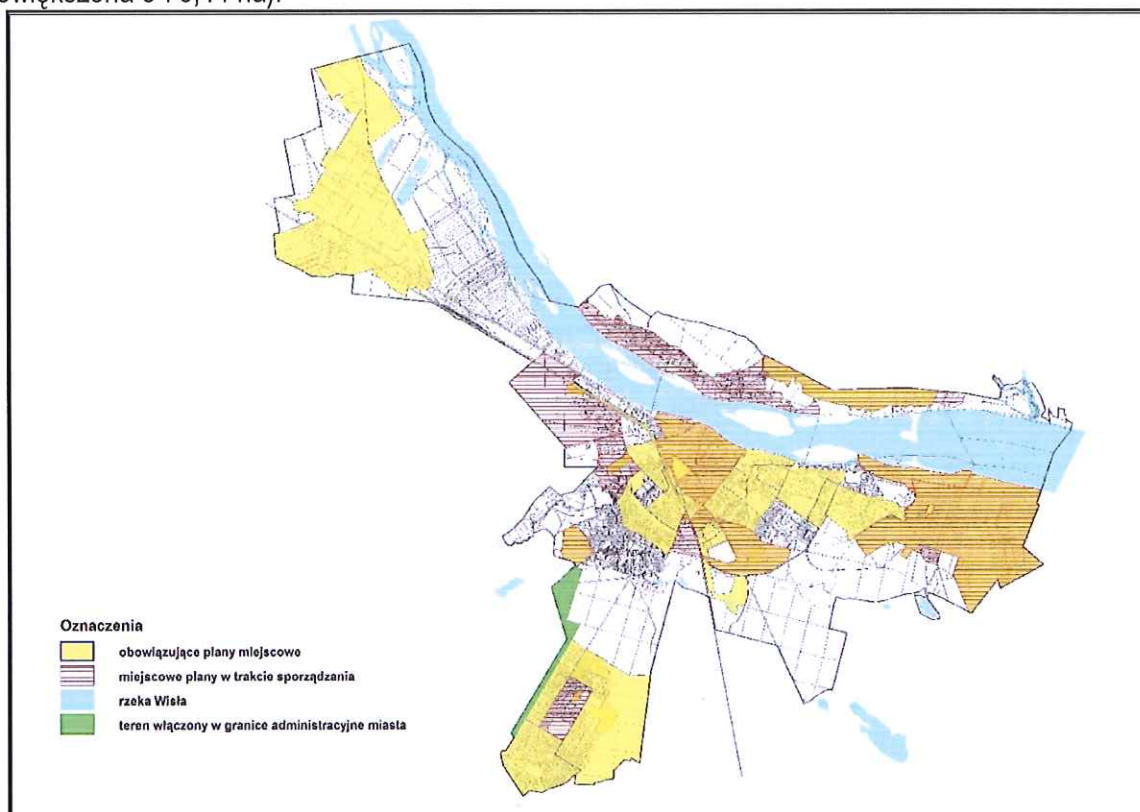 Oznaczenia
obowiązujące plany miejscowe
miejscowe plany w trakcie sporządzania
rzeka Wisła
teren włączony w granice administracyjne miasta